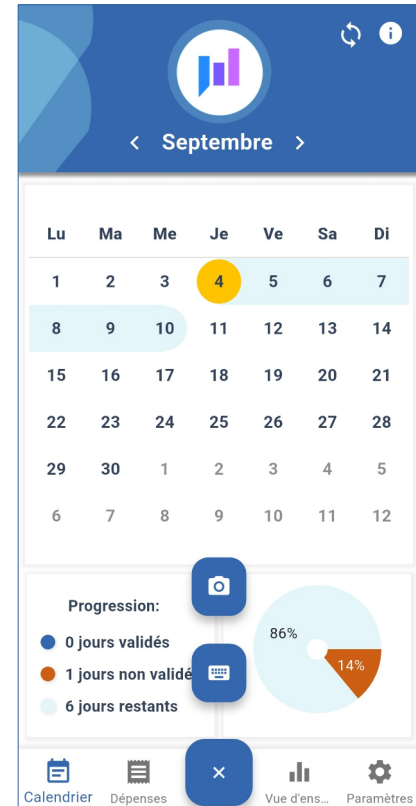 < Septembre >
Lu Ma Me Je Ve Sa Di
1 2 3 4 5 6 7
8 9 10 11 12 13 14
15 16 17 18 19 20 21
22 23 24 25 26 27 28
29 30 1 2 3 4 5
6 7 8 9 10 11 12
Progression:
0 jours validés
1 jours non validé
6 jours restants
86%
14%
Calendrier Dépenses × Vue d'ens... Paramètres